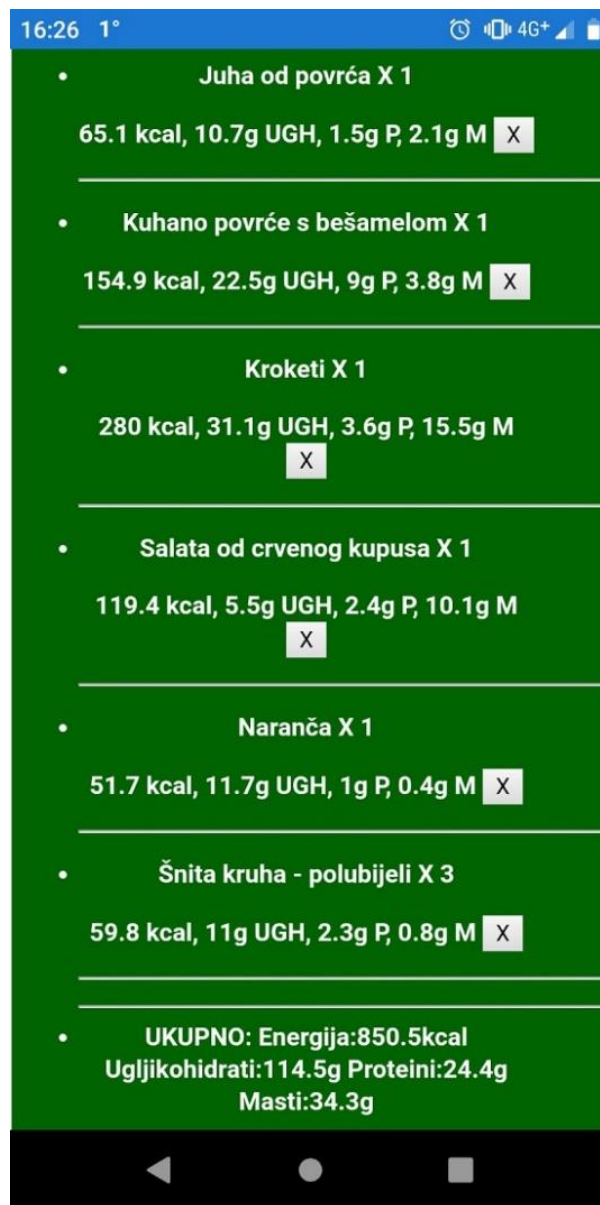 16:26 1° 4G+
• Juha od povrća X 1
65.1 kcal, 10.7g UGH, 1.5g P, 2.1g M X
• Kuhano povrće s bešamelom X 1
154.9 kcal, 22.5g UGH, 9g P, 3.8g M X
• Kroketi X 1
280 kcal, 31.1g UGH, 3.6g P, 15.5g M
X
• Salata od crvenog kupusa X 1
119.4 kcal, 5.5g UGH, 2.4g P, 10.1g M
X
• Naranča X 1
51.7 kcal, 11.7g UGH, 1g P, 0.4g M X
• Šnita kruha - polubijeli X 3
59.8 kcal, 11g UGH, 2.3g P, 0.8g M X
• UKUPNO: Energija:850.5kcal
Ugljikohidrati:114.5g Proteini:24.4g
Masti:34.3g